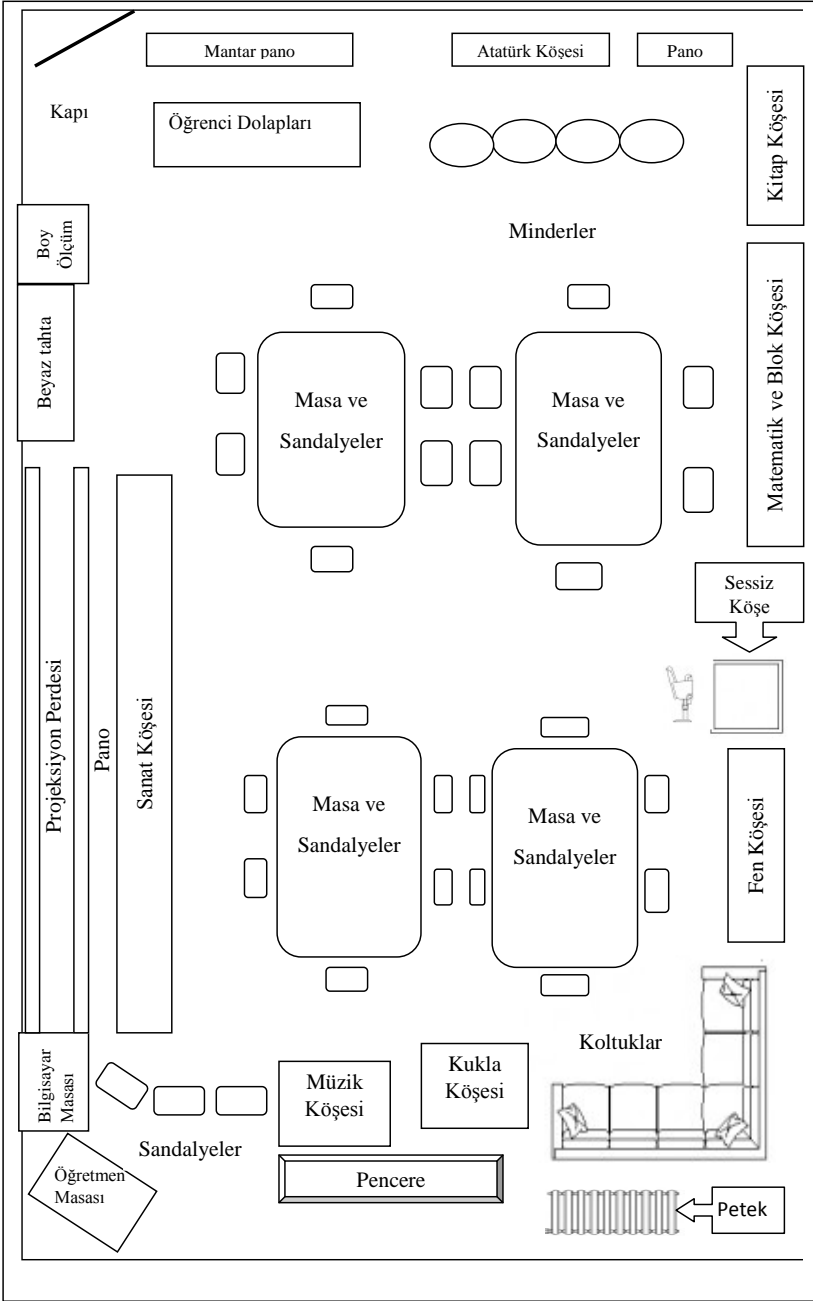 Mantar pano
Atatürk Köşesi
Pano
Kapı
Öğrenci Dolapları
Kitap Köşesi
Minderler
Boy
Ölçüm
Beyaz tahta
Masa ve
Sandalyeler
Masa ve
Sandalyeler
Matematik ve Blok Köşesi
Sessiz
Köşe
Projeksiyon Perdesi
Pano
Sanat Köşesi
Masa ve
Sandalyeler
Masa ve
Sandalyeler
Fen Köşesi
Koltuklar
Bilgisayar
Masası
Müzik
Köşesi
Kukla
Köşesi
Sandalyeler
Öğretmen
Masası
Pencere
Petek